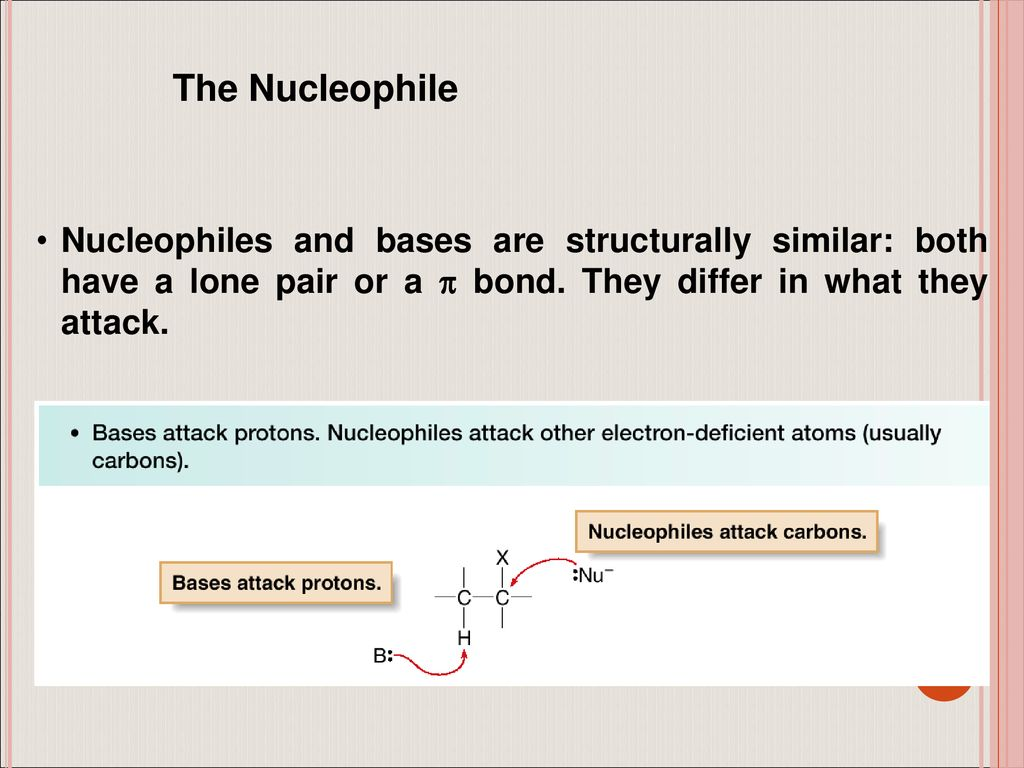 The Nucleophile
• Nucleophiles and bases are structurally similar: both
have a lone pair or a π bond. They differ in what they
attack.
• Bases attack protons. Nucleophiles attack other electron-deficient atoms (usually
carbons).
Nucleophiles attack carbons.
X
:Nu–
Bases attack protons.
C C
H
B: